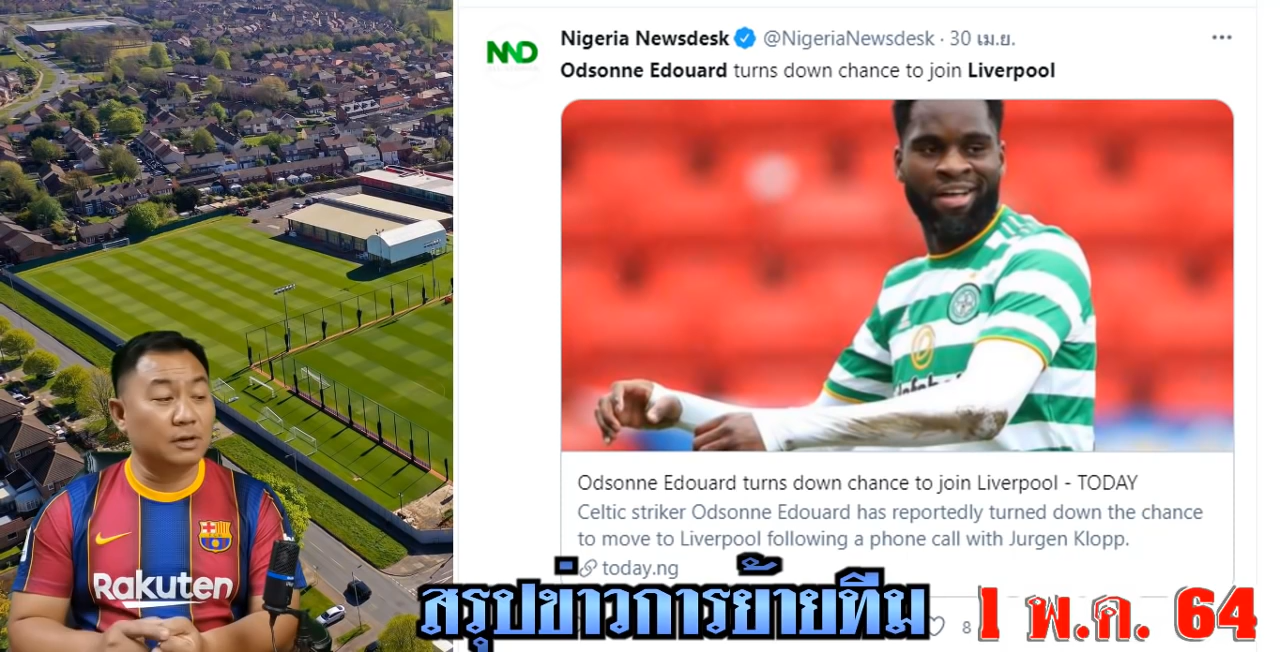 NND
Nigeria Newsdesk @NigeriaNewsdesk · 30 เม.ย.
Odsonne Edouard turns down chance to join Liverpool
Odsonne Edouard turns down chance to join Liverpool - TODAY
Celtic striker Odsonne Edouard has reportedly turned down the chance
to move to Liverpool following a phone call with Jurgen Klopp.
today.ng
8
Rakuten
สรุปข่าวการย้ายทีม 1 พ.ค. 64